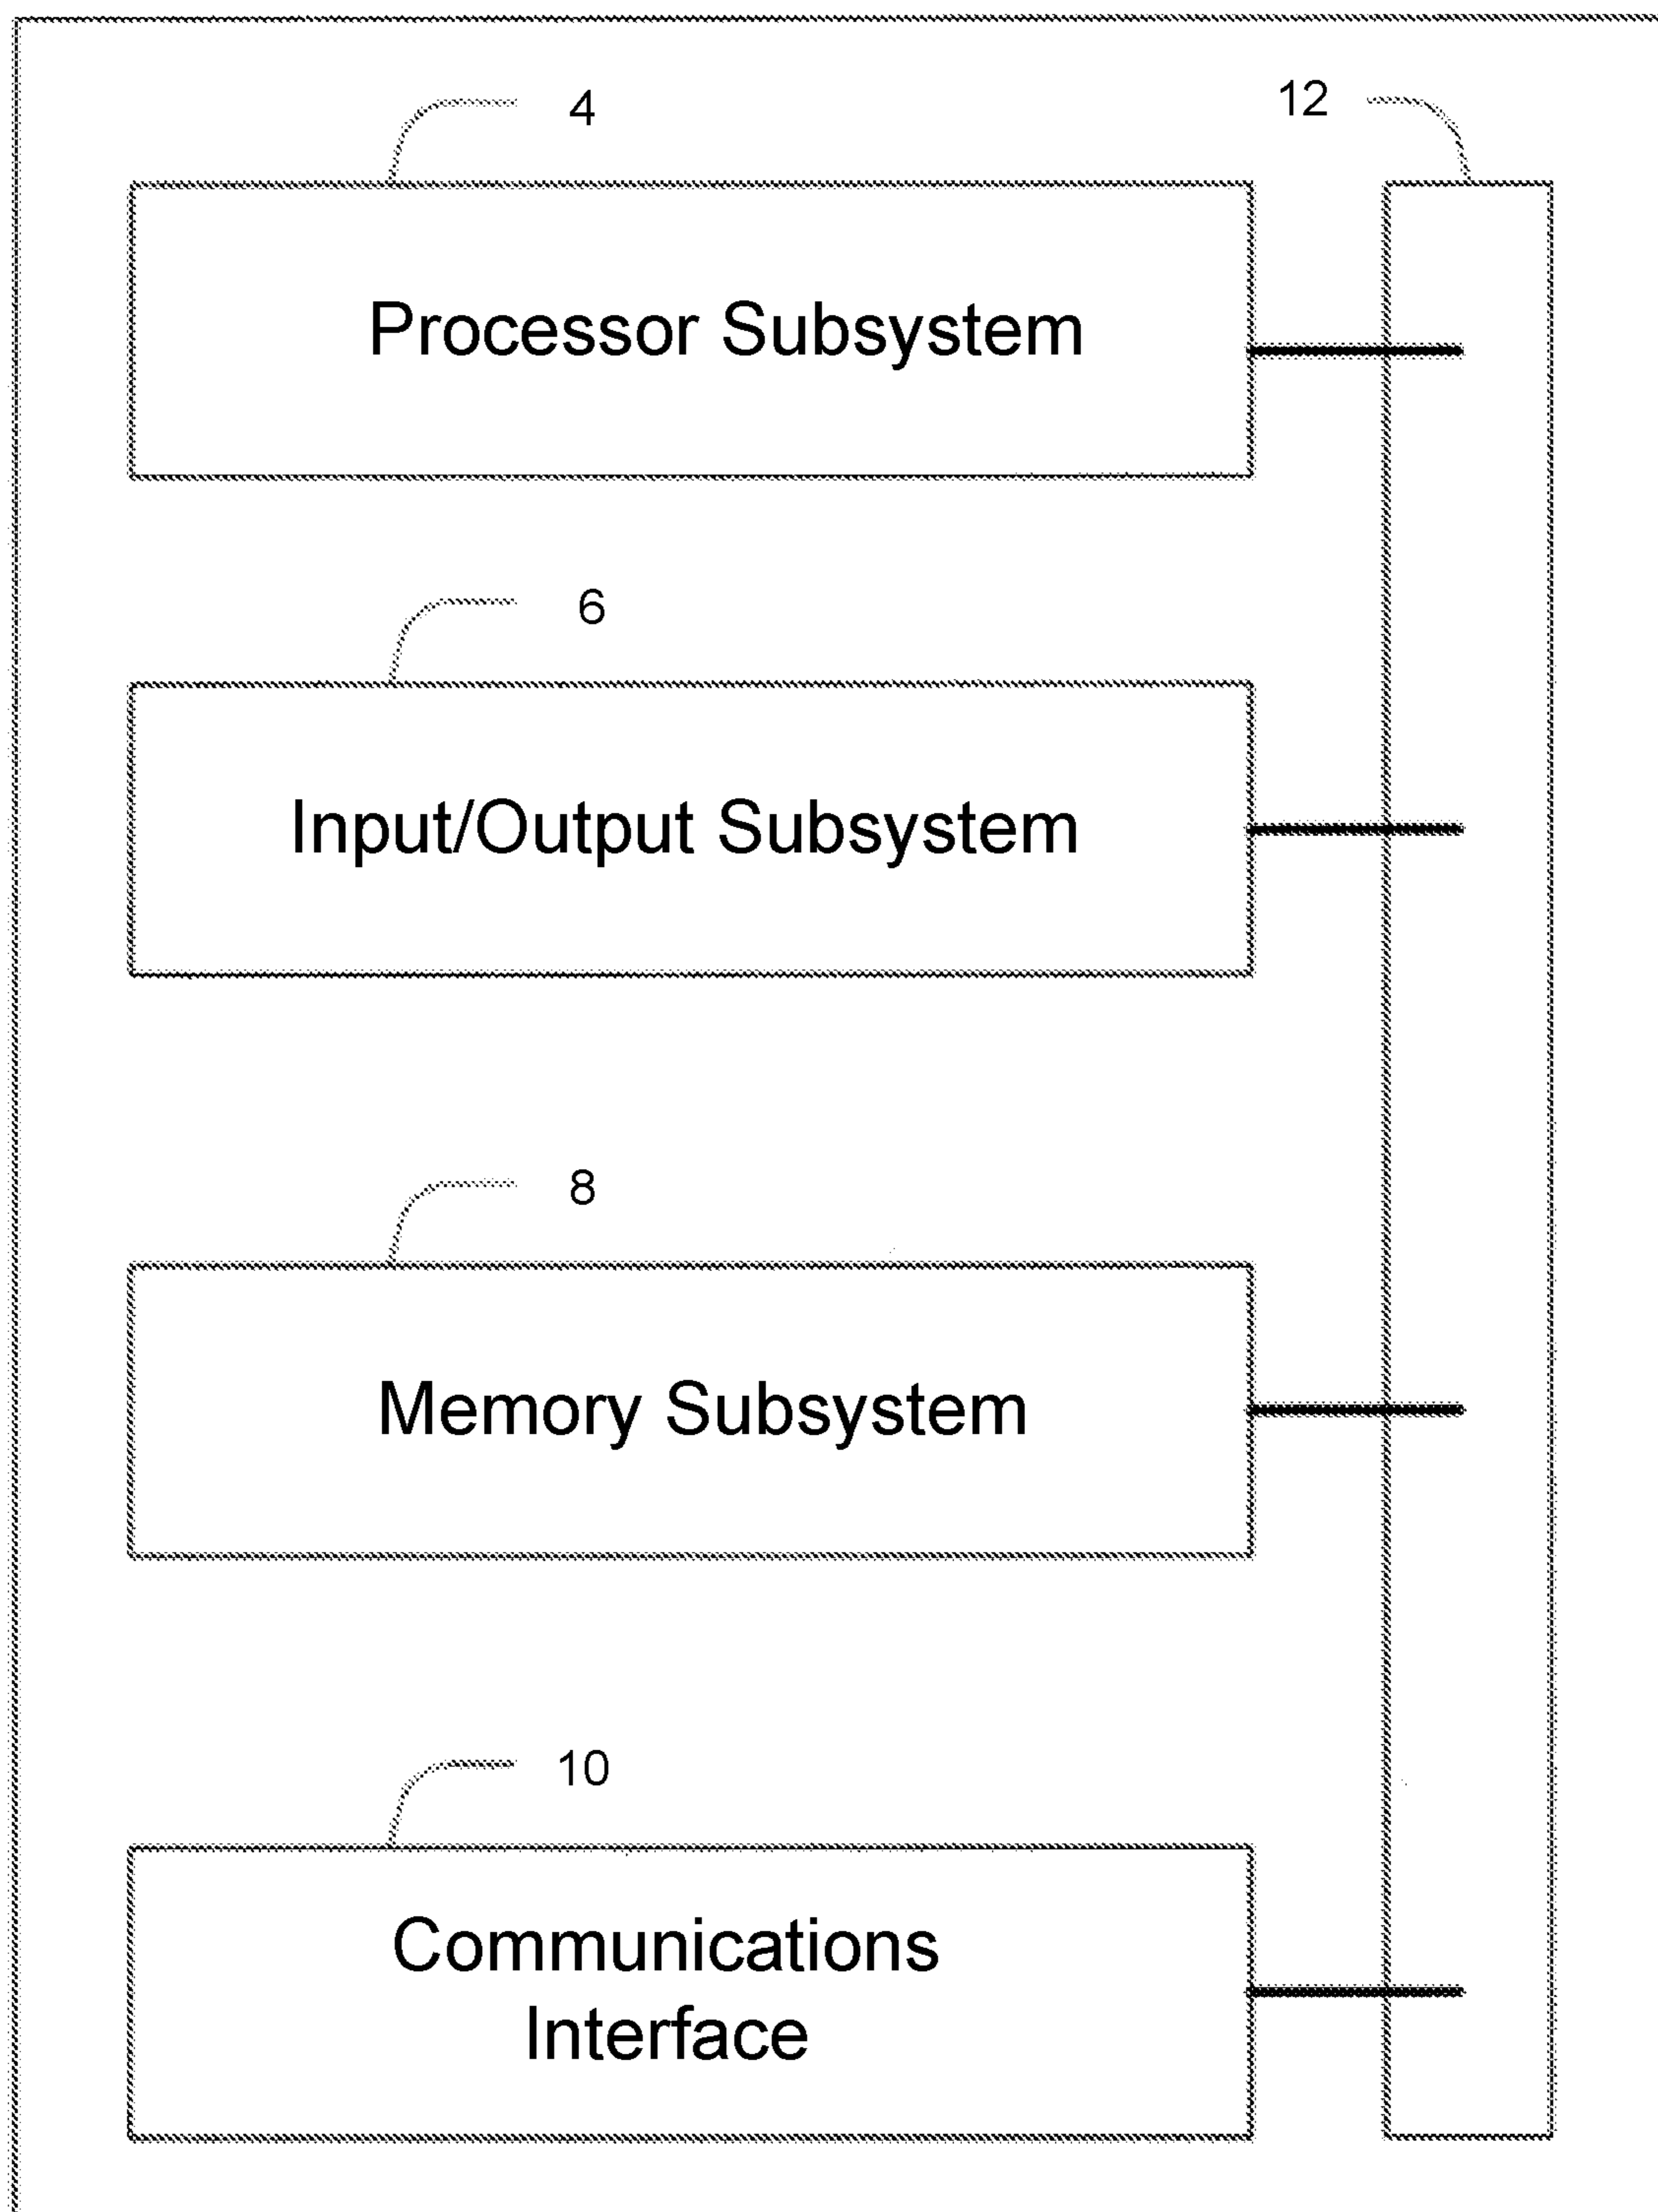 4
12
Processor Subsystem
6
Input/Output Subsystem
8
Memory Subsystem
10
Communications
Interface